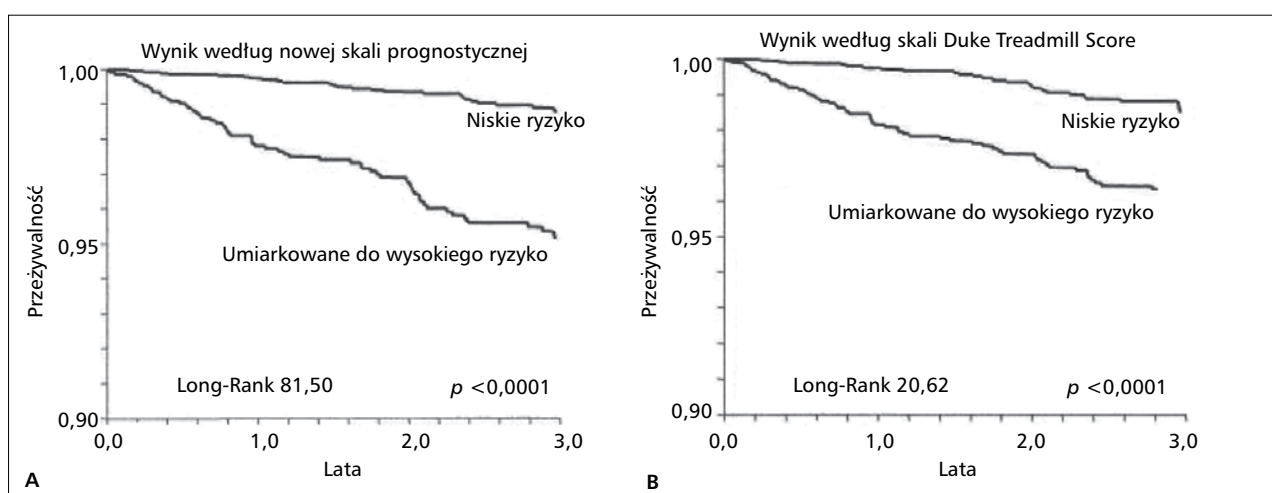 Wynik według nowej skali prognostycznej
1,00
0,95
0,90
Przeżywalność
Niskie ryzyko
Umiarkowane do wysokiego ryzyko
Long-Rank 81,50 p <0,0001
0,0 1,0 2,0 3,0
Lata
A
Wynik według skali Duke Treadmill Score
1,00
0,95
0,90
Przeżywalność
Niskie ryzyko
Umiarkowane do wysokiego ryzyko
Long-Rank 20,62 p <0,0001
0,0 1,0 2,0 3,0
Lata
B